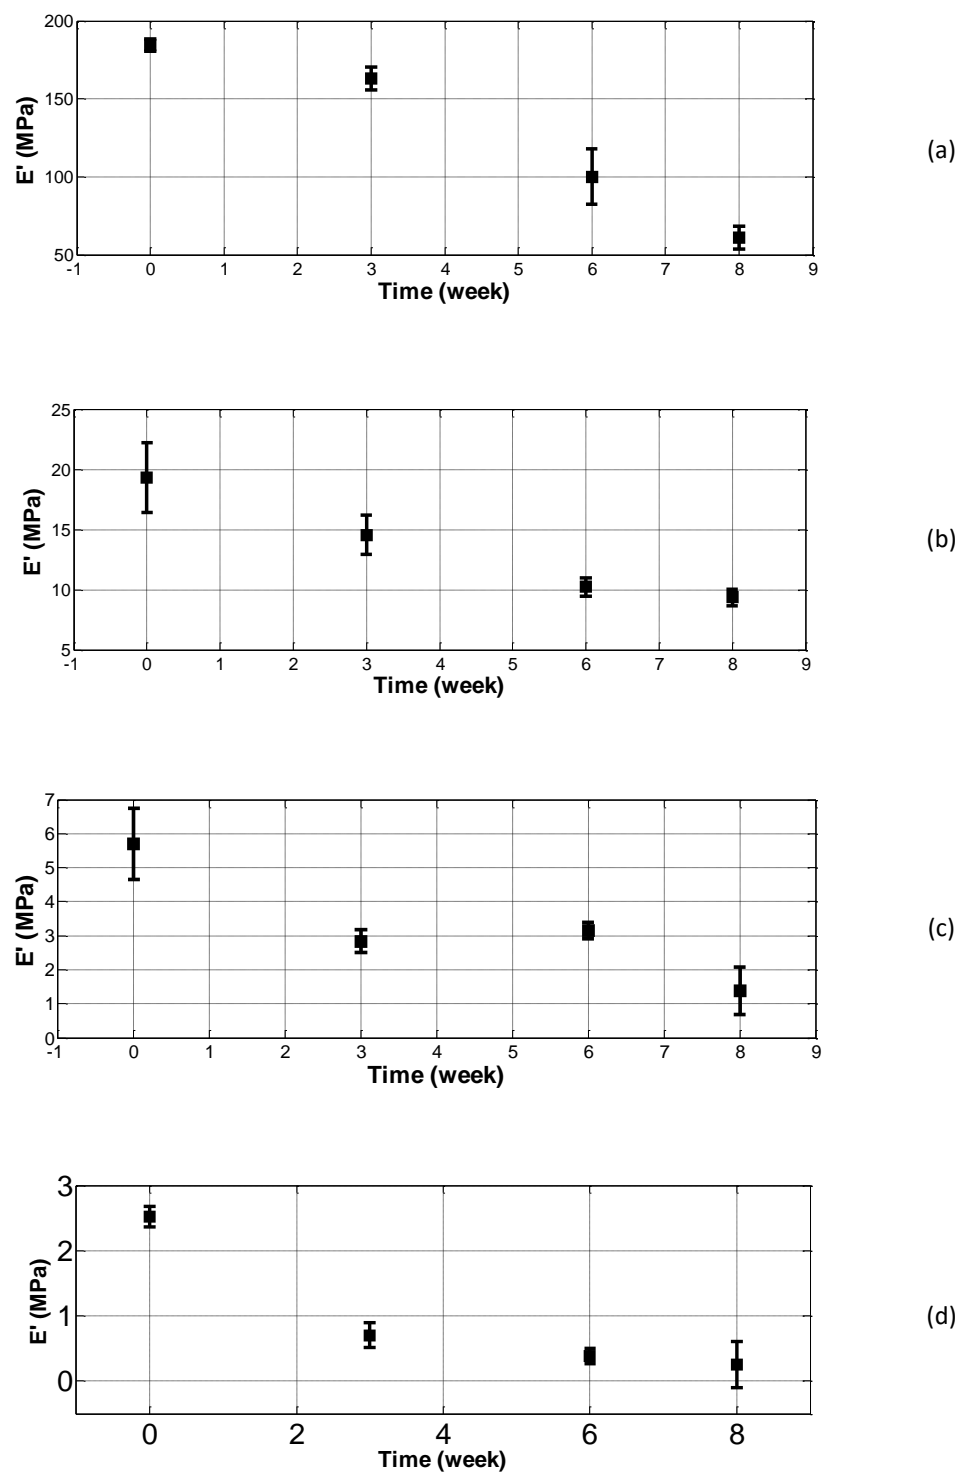 200
150
E' (MPa)
(a)
100
50
-1 0 1 2 3 4 5 6 7 8 9
Time (week)
25
20
E' (MPa)
15
(b)
10
5
-1 0 1 2 3 4 5 6 7 8 9
Time (week)
7
6
5
E' (MPa)
4
(c)
3
2
1
0
-1 0 1 2 3 4 5 6 7 8 9
Time (week)
3
2
E' (MPa)
1
(d)
0
0 2 4 6 8
Time (week)